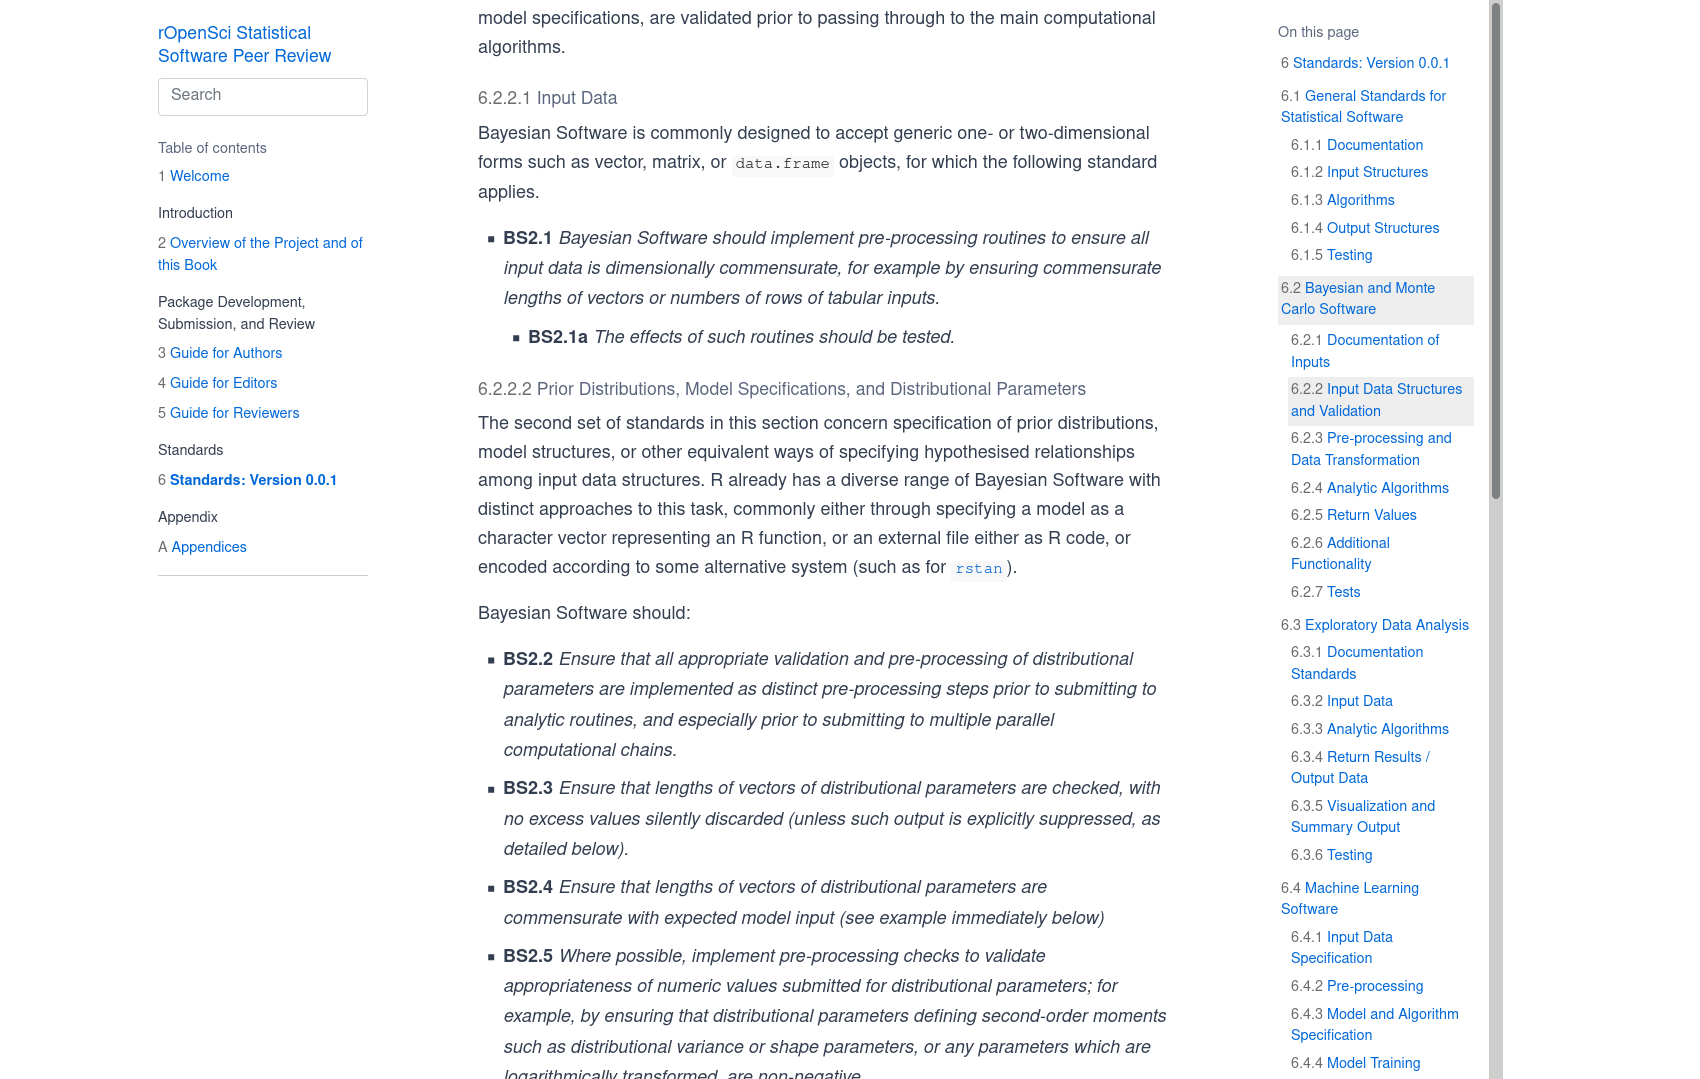 rOpenSci Statistical
Software Peer Review
Search
Table of contents
1 Welcome
Introduction
2 Overview of the Project and of
this Book
Package Development,
Submission, and Review
3 Guide for Authors
4 Guide for Editors
5 Guide for Reviewers
Standards
6 Standards: Version 0.0.1
Appendix
A Appendices
model specifications, are validated prior to passing through to the main computational
algorithms.
6.2.2.1 Input Data
Bayesian Software is commonly designed to accept generic one- or two-dimensional
forms such as vector, matrix, or data.frame objects, for which the following standard
applies.
▪ BS2.1 Bayesian Software should implement pre-processing routines to ensure all
input data is dimensionally commensurate, for example by ensuring commensurate
lengths of vectors or numbers of rows of tabular inputs.
▪ BS2.1a The effects of such routines should be tested.
6.2.2.2 Prior Distributions, Model Specifications, and Distributional Parameters
The second set of standards in this section concern specification of prior distributions,
model structures, or other equivalent ways of specifying hypothesised relationships
among input data structures. R already has a diverse range of Bayesian Software with
distinct approaches to this task, commonly either through specifying a model as a
character vector representing an R function, or an external file either as R code, or
encoded according to some alternative system (such as for rstan).
Bayesian Software should:
▪ BS2.2 Ensure that all appropriate validation and pre-processing of distributional
parameters are implemented as distinct pre-processing steps prior to submitting to
analytic routines, and especially prior to submitting to multiple parallel
computational chains.
▪ BS2.3 Ensure that lengths of vectors of distributional parameters are checked, with
no excess values silently discarded (unless such output is explicitly suppressed, as
detailed below).
▪ BS2.4 Ensure that lengths of vectors of distributional parameters are
commensurate with expected model input (see example immediately below)
▪ BS2.5 Where possible, implement pre-processing checks to validate
appropriateness of numeric values submitted for distributional parameters; for
example, by ensuring that distributional parameters defining second-order moments
such as distributional variance or shape parameters, or any parameters which are
logarithmically transformed, are non-negative.
On this page
6 Standards: Version 0.0.1
6.1 General Standards for
Statistical Software
6.1.1 Documentation
6.1.2 Input Structures
6.1.3 Algorithms
6.1.4 Output Structures
6.1.5 Testing
6.2 Bayesian and Monte
Carlo Software
6.2.1 Documentation of
Inputs
6.2.2 Input Data Structures
and Validation
6.2.3 Pre-processing and
Data Transformation
6.2.4 Analytic Algorithms
6.2.5 Return Values
6.2.6 Additional
Functionality
6.2.7 Tests
6.3 Exploratory Data Analysis
6.3.1 Documentation
Standards
6.3.2 Input Data
6.3.3 Analytic Algorithms
6.3.4 Return Results /
Output Data
6.3.5 Visualization and
Summary Output
6.3.6 Testing
6.4 Machine Learning
Software
6.4.1 Input Data
Specification
6.4.2 Pre-processing
6.4.3 Model and Algorithm
Specification
6.4.4 Model Training